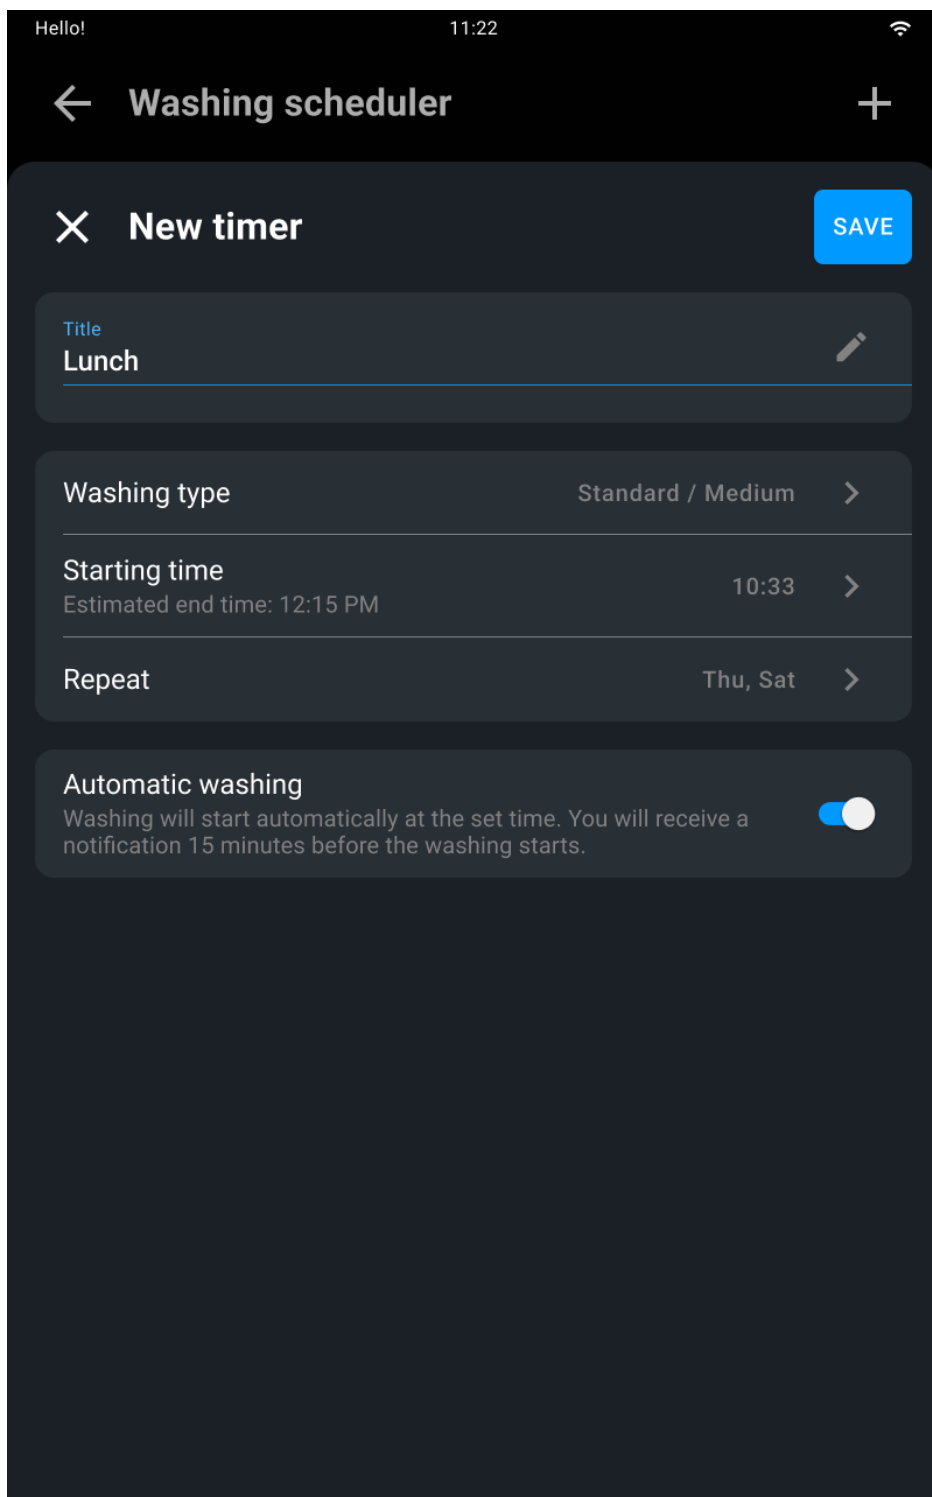 Hello!
11:22
Washing scheduler
New timer
SAVE
Title
Lunch
Washing type
Standard / Medium
Starting time
Estimated end time: 12:15 PM
10:33
Repeat
Thu, Sat
Automatic washing
Washing will start automatically at the set time. You will receive a
notification 15 minutes before the washing starts.